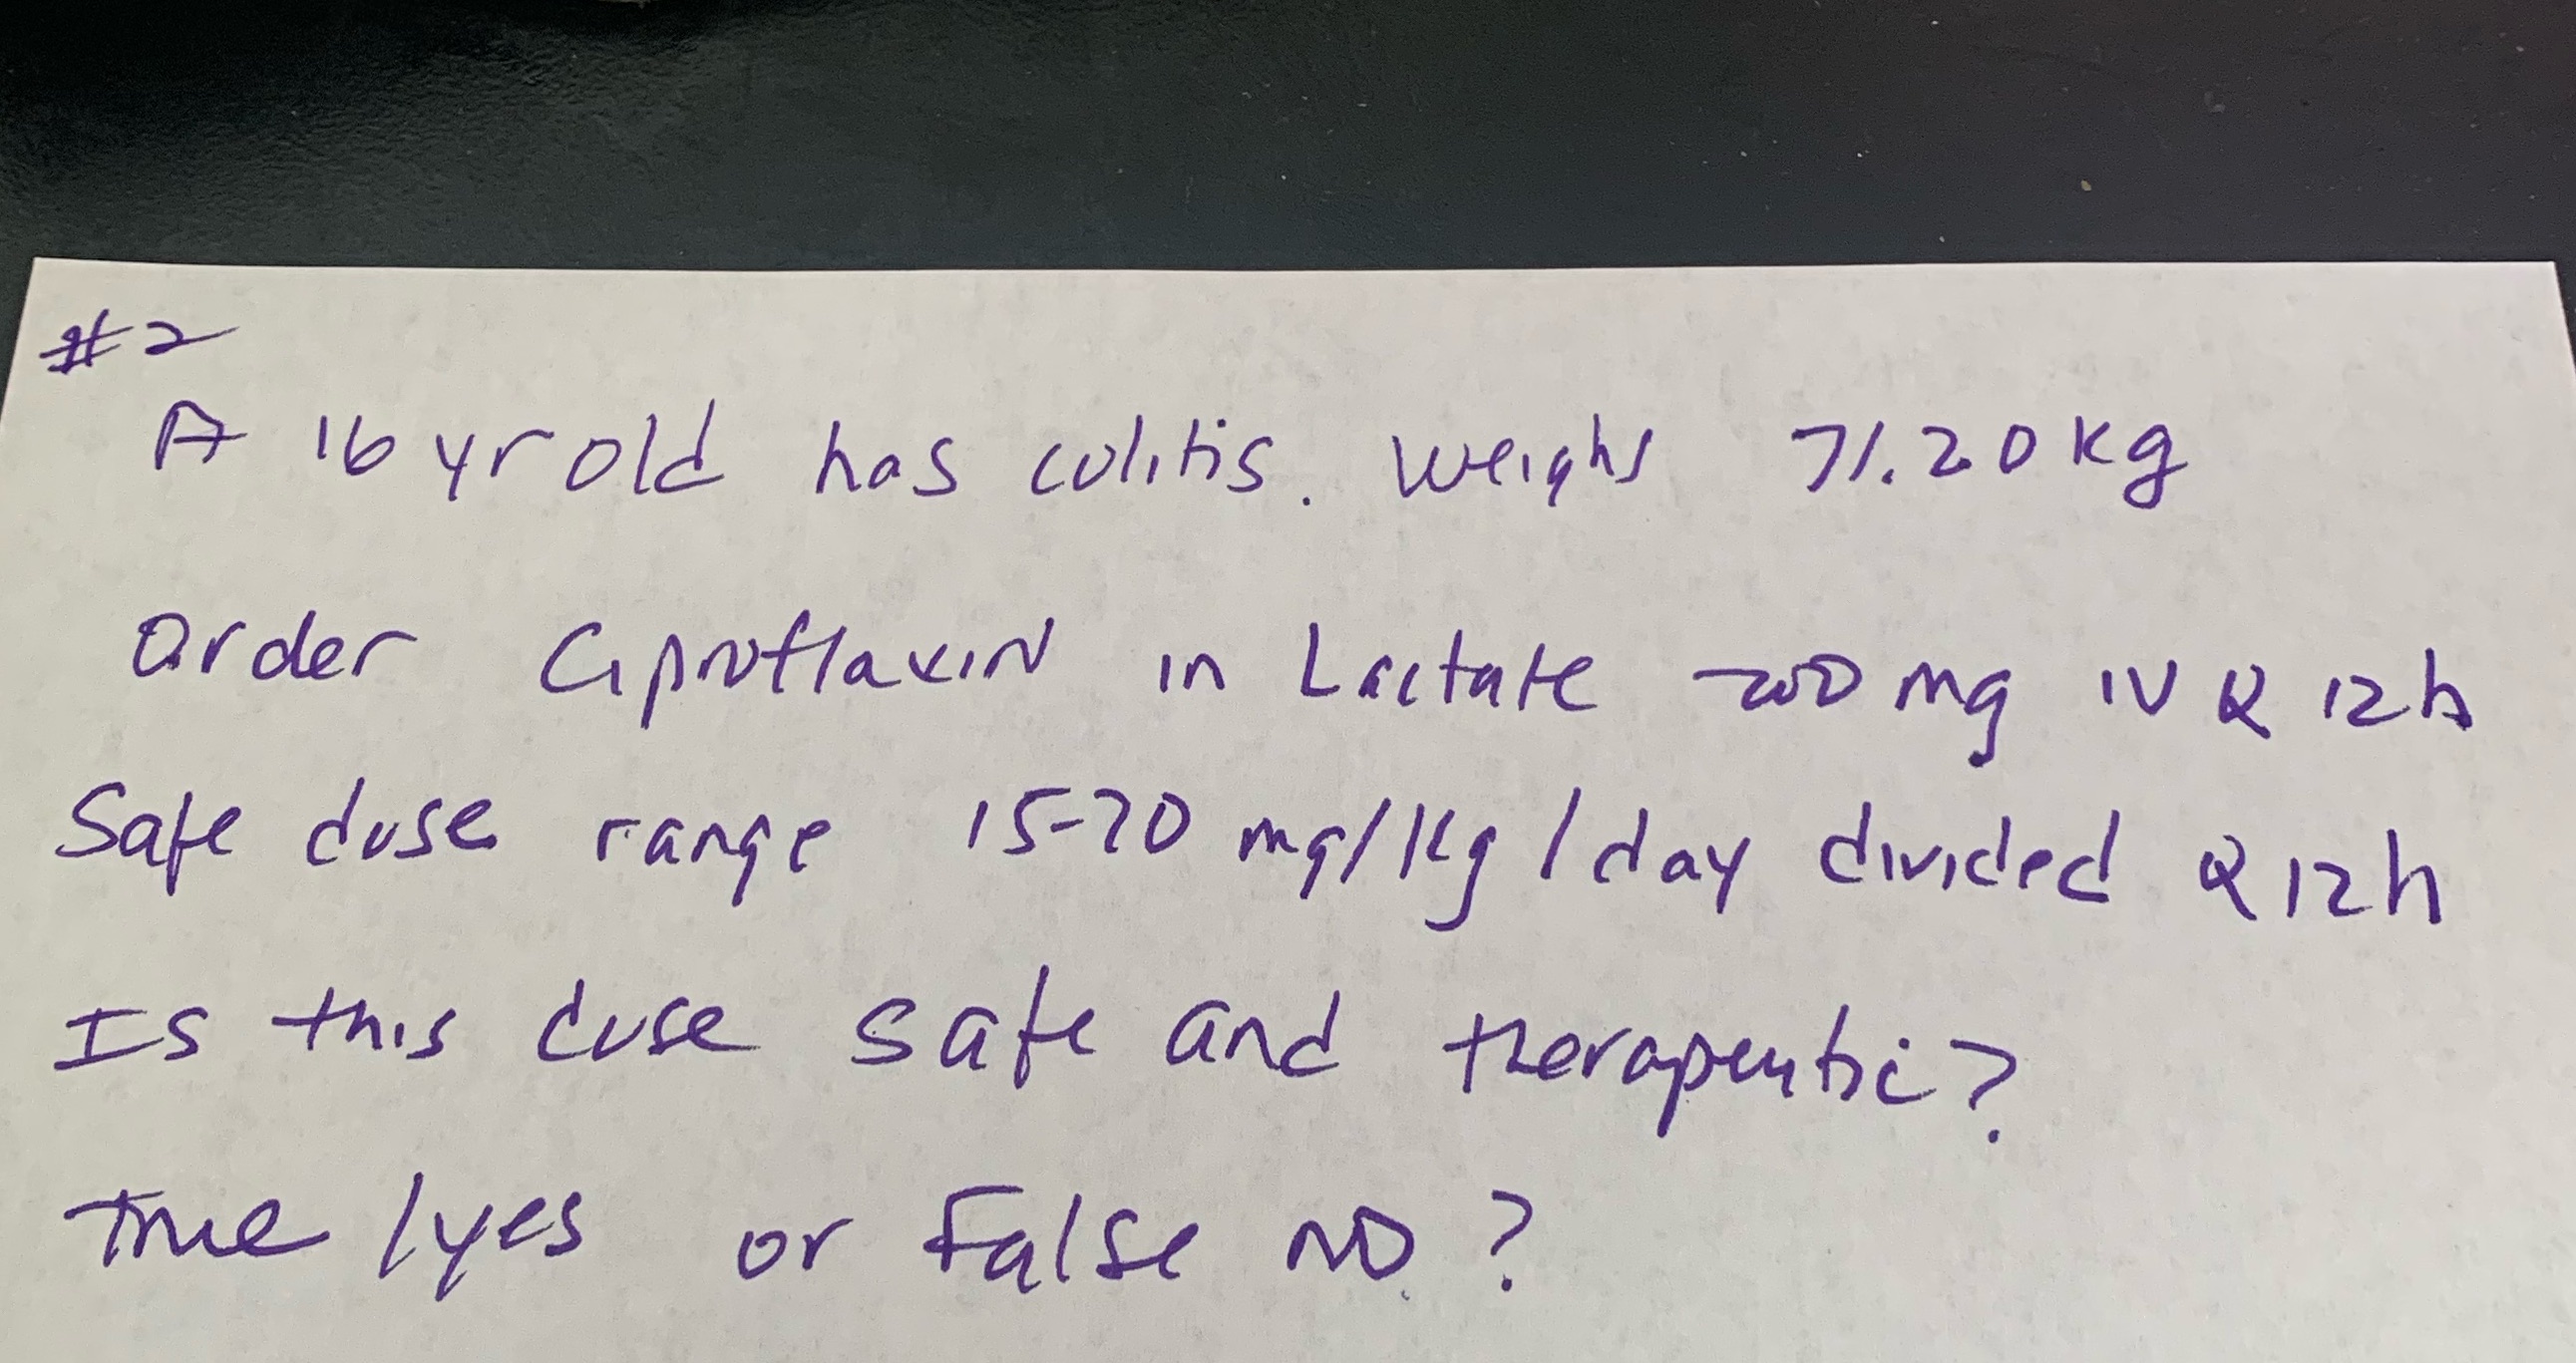 #2
A 16 yr old has colitis. Weighs 71.20 kg
Order Ciproflaxin in Lactate 200 mg IV Q 12h
Safe dose range 15-20 mg/kg/day divided Q12h
Is this dose safe and therapeutic?
True/yes or False NO?